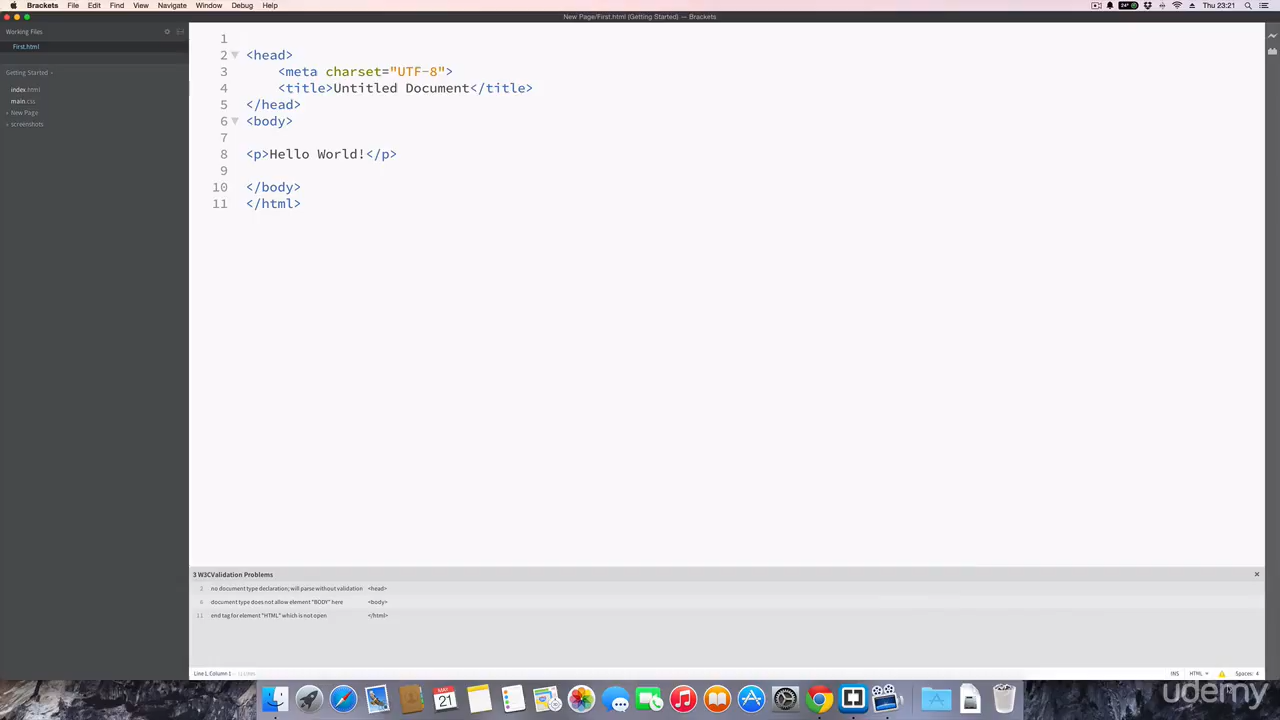 Brackets File Edit View Navigate Window Debug Help
24° Thu 23:21
New Page/First.html (Getting Started) — Brackets
Working Files
First.html
Getting Started
index.html
main.css
New Page
screenshots
1
2 <head>
3 <meta charset="UTF-8">
4 <title>Untitled Document</title>
5 </head>
6 <body>
7
8 <p>Hello World!</p>
9
10 </body>
11 </html>
3 W3CValidation Problems
2 no document type declaration; will parse without validation <head>
6 document type does not allow element "BODY" here <body>
11 end tag for element "HTML" which is not open </html>
Line 1, Column 1 — 11 Lines
INS HTML Spaces: 4
MAY
21
udemy